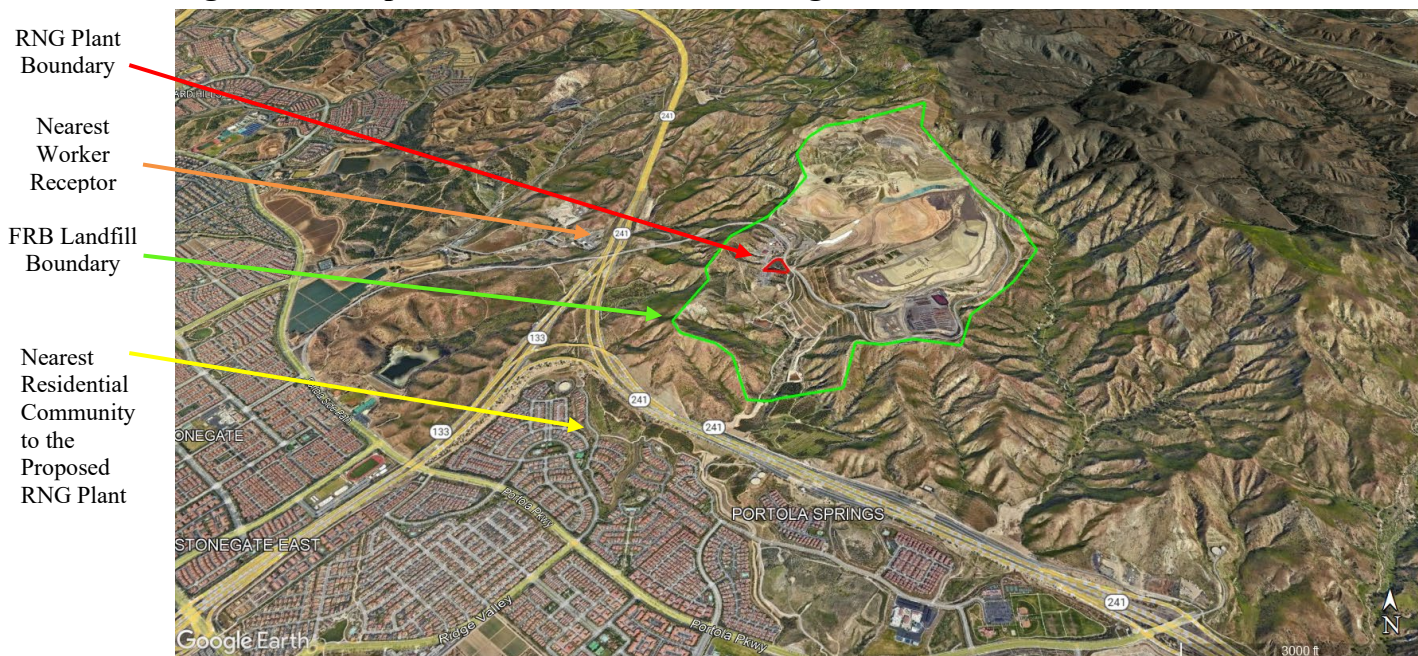 RNG Plant
Boundary
Nearest
Worker
Receptor
FRB Landfill
Boundary
Nearest
Residential
Community
to the
Proposed
RNG Plant
241
241
241
133
241
133
241
ONEGATE
STONEGATE EAST
PORTOLA SPRINGS
Portola Pkwy
Ridge Valley
Portola Pkwy
241
Google Earth
N
3000 ft